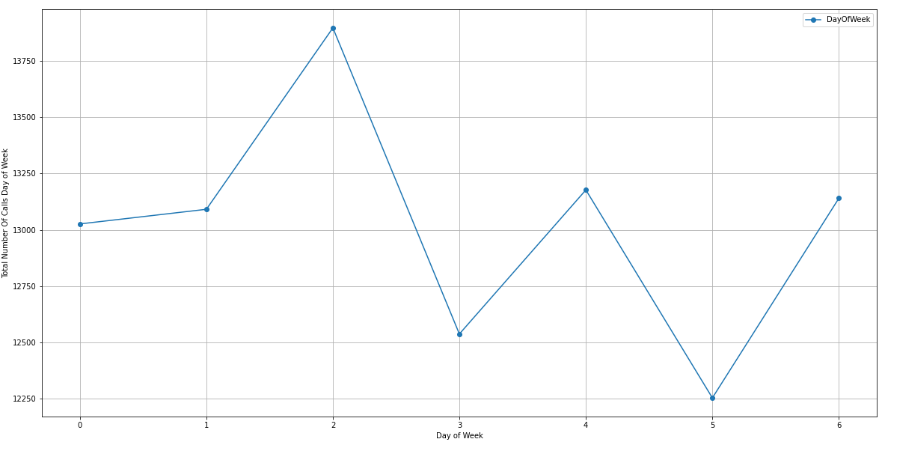 DayOfWeek
13750
13500
13250
13000
12750
12500
12250
Total Number Of Calls Day of Week
0 1 2 3 4 5 6
Day of Week